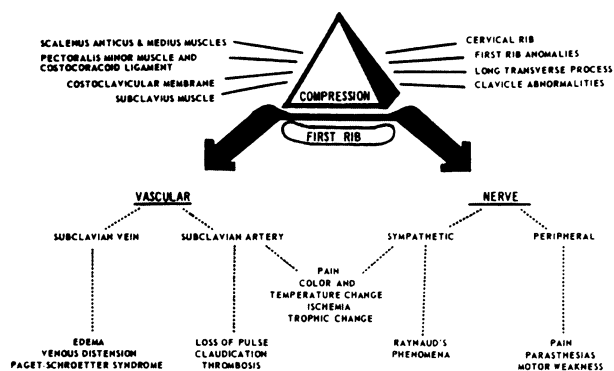 SCALENUS ANTICUS & MEDIUS MUSCLES
PECTORALIS MINOR MUSCLE AND
COSTOCORACOID LIGAMENT
COSTOCLAVICULAR MEMBRANE
SUBCLAVIUS MUSCLE
CERVICAL RIB
FIRST RIB ANOMALIES
LONG TRANSVERSE PROCESS
CLAVICLE ABNORMALITIES
COMPRESSION
FIRST RIB
VASCULAR
NERVE
SUBCLAVIAN VEIN
SUBCLAVIAN ARTERY
SYMPATHETIC
PERIPHERAL
PAIN
COLOR AND
TEMPERATURE CHANGE
ISCHEMIA
TROPHIC CHANGE
EDEMA
VENOUS DISTENSION
PAGET-SCHROETTER SYNDROME
LOSS OF PULSE
CLAUDICATION
THROMBOSIS
RAYNAUD'S
PHENOMENA
PAIN
PARASTHESIAS
MOTOR WEAKNESS